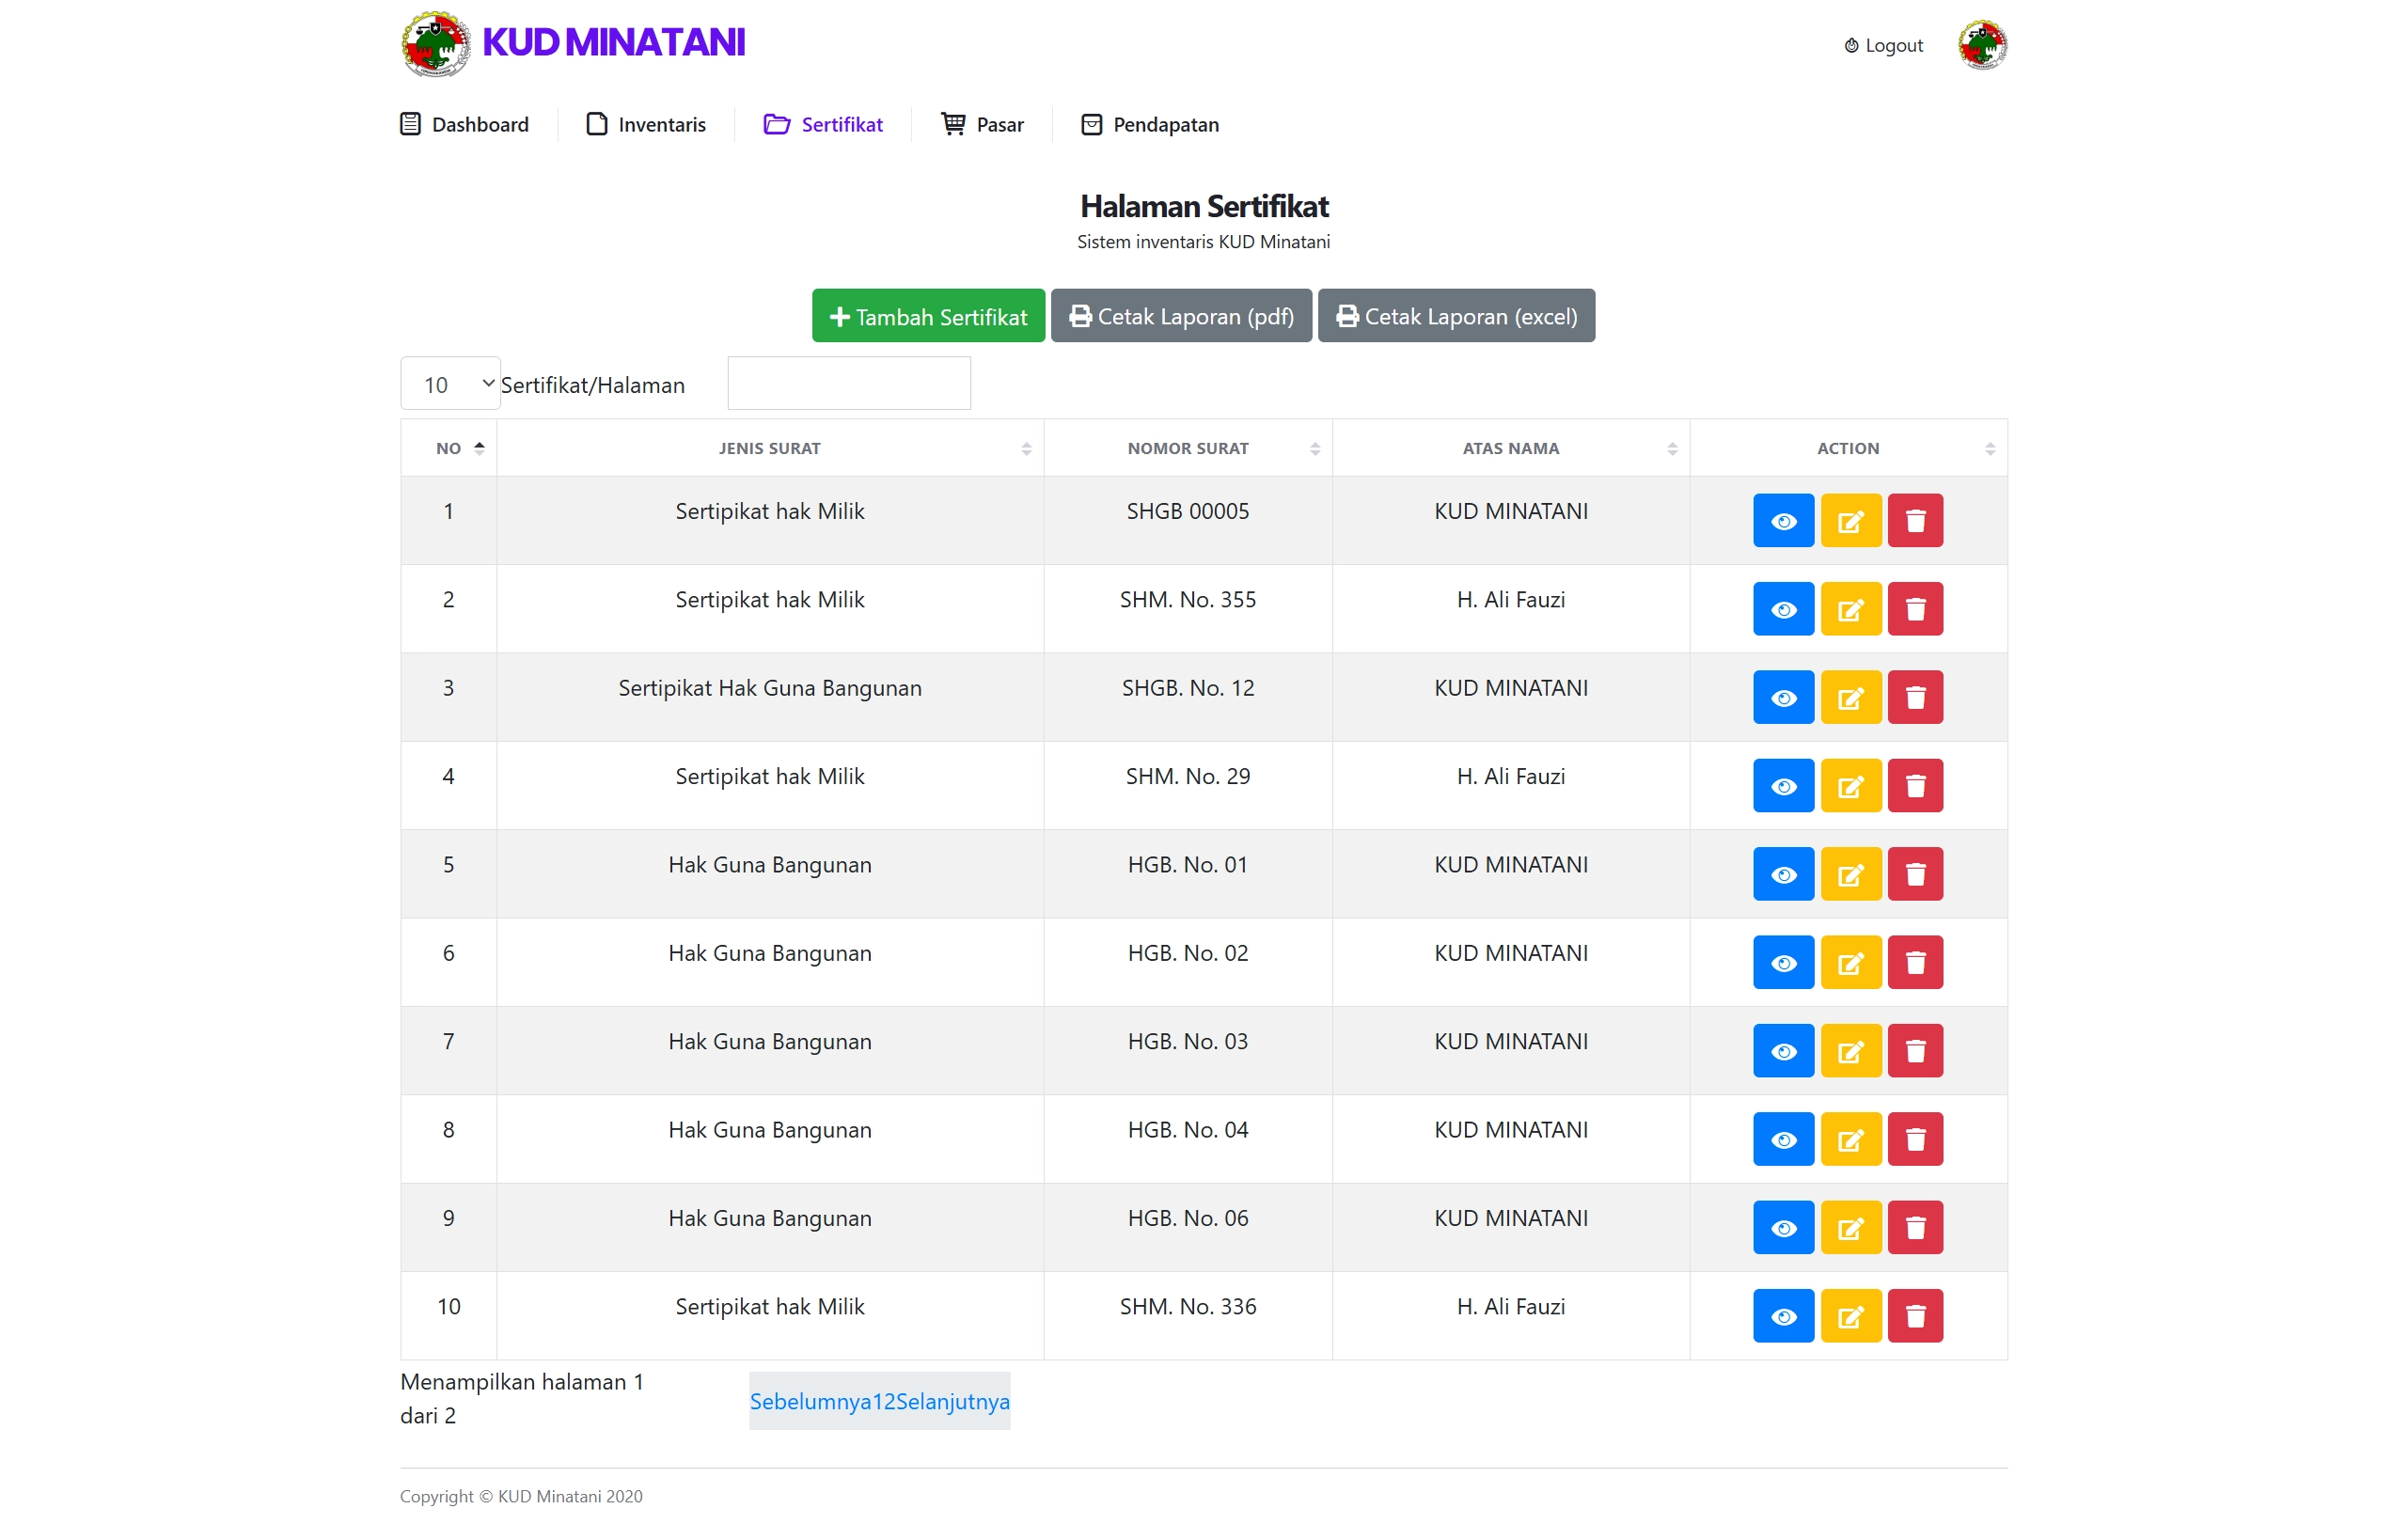 KUD MINATANI
Logout
Dashboard Inventaris Sertifikat Pasar Pendapatan
Halaman Sertifikat
Sistem inventaris KUD Minatani
Tambah Sertifikat Cetak Laporan (pdf) Cetak Laporan (excel)
10 Sertifikat/Halaman
NO JENIS SURAT NOMOR SURAT ATAS NAMA ACTION
1 Sertipikat hak Milik SHGB 00005 KUD MINATANI
2 Sertipikat hak Milik SHM. No. 355 H. Ali Fauzi
3 Sertipikat Hak Guna Bangunan SHGB. No. 12 KUD MINATANI
4 Sertipikat hak Milik SHM. No. 29 H. Ali Fauzi
5 Hak Guna Bangunan HGB. No. 01 KUD MINATANI
6 Hak Guna Bangunan HGB. No. 02 KUD MINATANI
7 Hak Guna Bangunan HGB. No. 03 KUD MINATANI
8 Hak Guna Bangunan HGB. No. 04 KUD MINATANI
9 Hak Guna Bangunan HGB. No. 06 KUD MINATANI
10 Sertipikat hak Milik SHM. No. 336 H. Ali Fauzi
Menampilkan halaman 1
dari 2
Sebelumnya12Selanjutnya
Copyright © KUD Minatani 2020